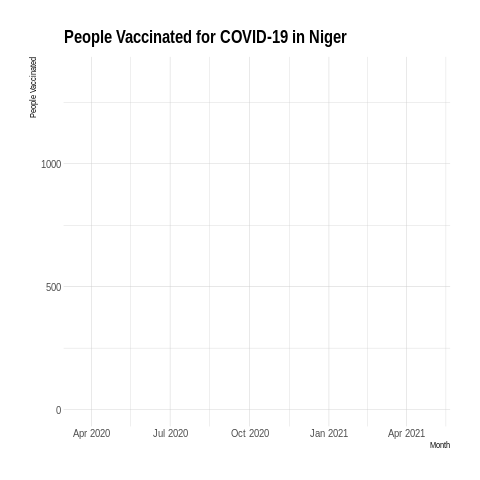 People Vaccinated for COVID-19 in Niger
People Vaccinated
1000
500
0
Apr 2020 Jul 2020 Oct 2020 Jan 2021 Apr 2021
Month